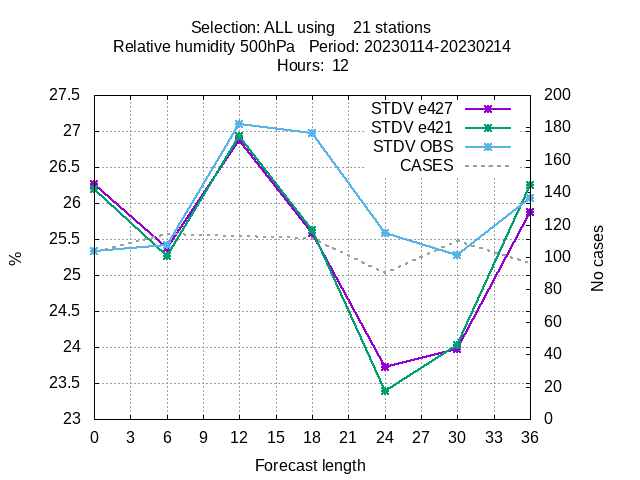 Selection: ALL using 21 stations
Relative humidity 500hPa Period: 20230114-20230214
Hours: 12
27.5
27
26.5
26
25.5
25
24.5
24
23.5
23
%
STDV e427
STDV e421
STDV OBS
CASES
200
180
160
140
120
100
80
60
40
20
0
No cases
0 3 6 9 12 15 18 21 24 27 30 33 36
Forecast length